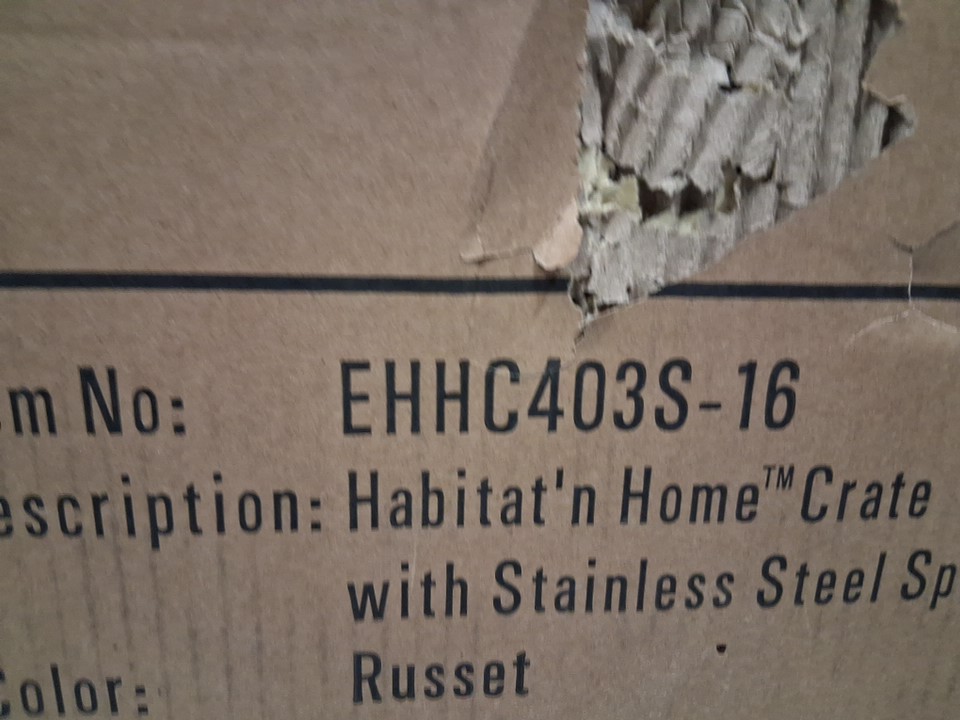 m No: EHHC403S-16
escription: Habitat'n Home™ Crate
with Stainless Steel Sp
Color: Russet